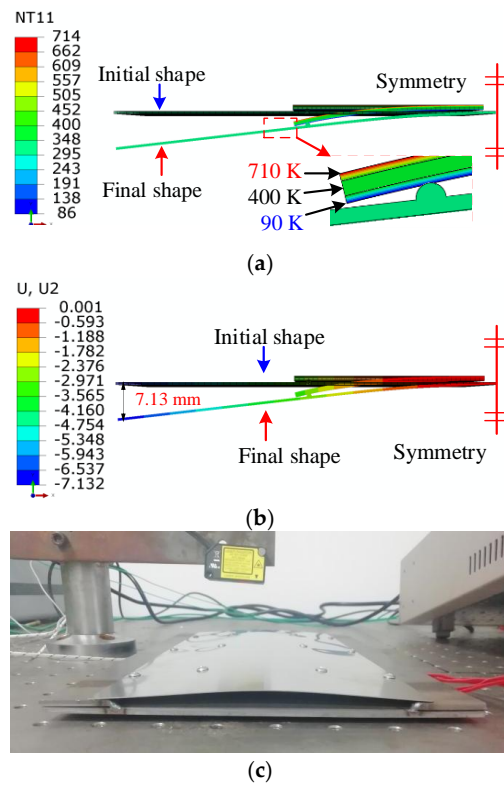 NT11
714
662
609
557
505
452
400
348
295
243
191
138
86
Initial shape
Symmetry
Final shape
710 K
400 K
90 K
(a)
U, U2
0.001
-0.593
-1.188
-1.782
-2.376
-2.971
-3.565
-4.160
-4.754
-5.348
-5.943
-6.537
-7.132
Initial shape
7.13 mm
Final shape
Symmetry
(b)
(c)